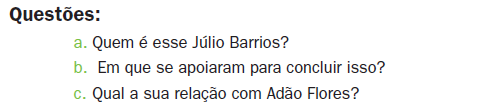 Questões:
a. Quem é esse Júlio Barrios?
b. Em que se apoiaram para concluir isso?
c. Qual a sua relação com Adão Flores?